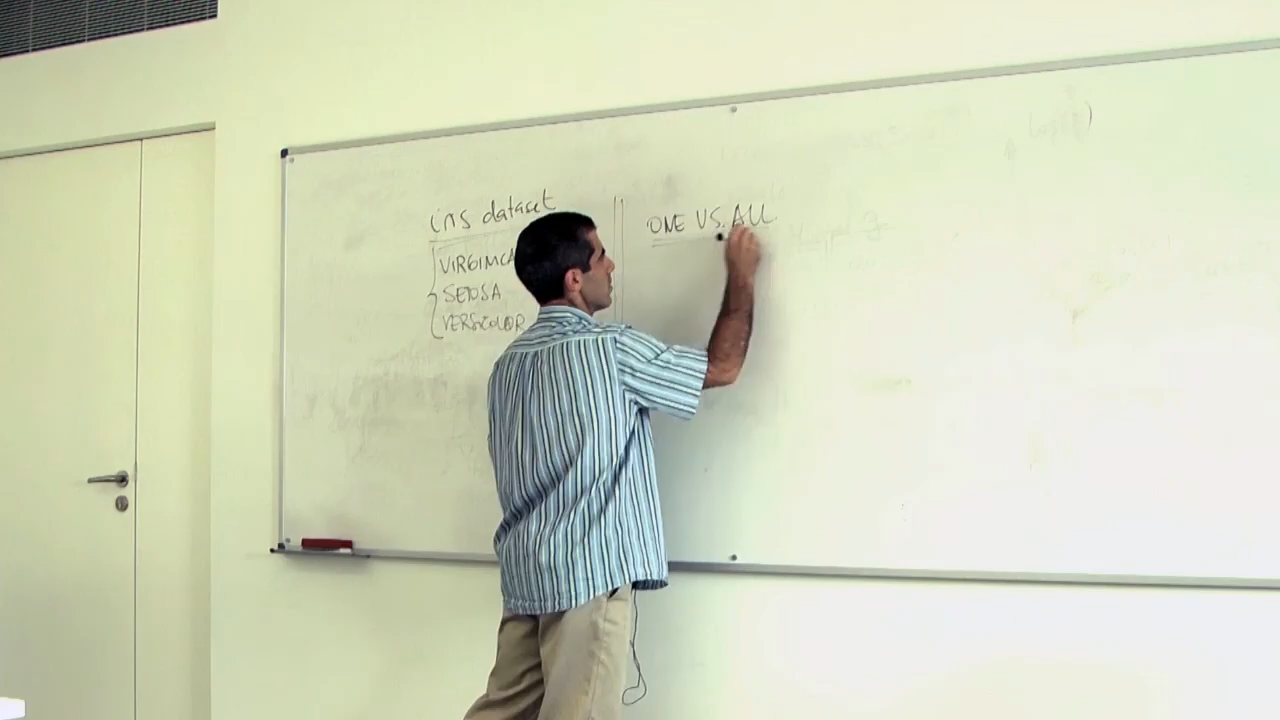 iris dataset
VIRGINICA
SETOSA
VERSICOLOR
ONE VS. ALL